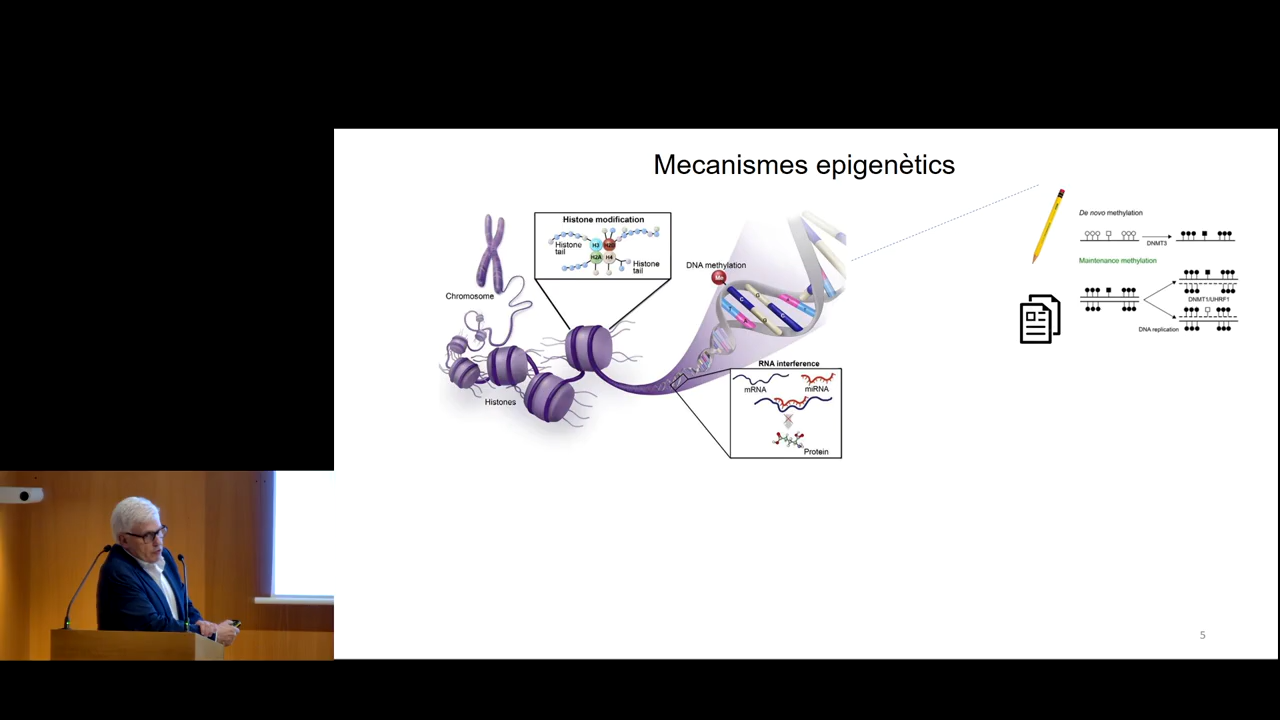 Mecanismes epigenètics
Histone modification
Histone
tail
H3
H2B
H2A
H4
Histone
tail
Chromosome
Histones
DNA methylation
Me
C
G
G
RNA interference
mRNA
miRNA
Protein
De novo methylation
DNMT3
Maintenance methylation
DNMT1/UHRF1
DNA replication
5